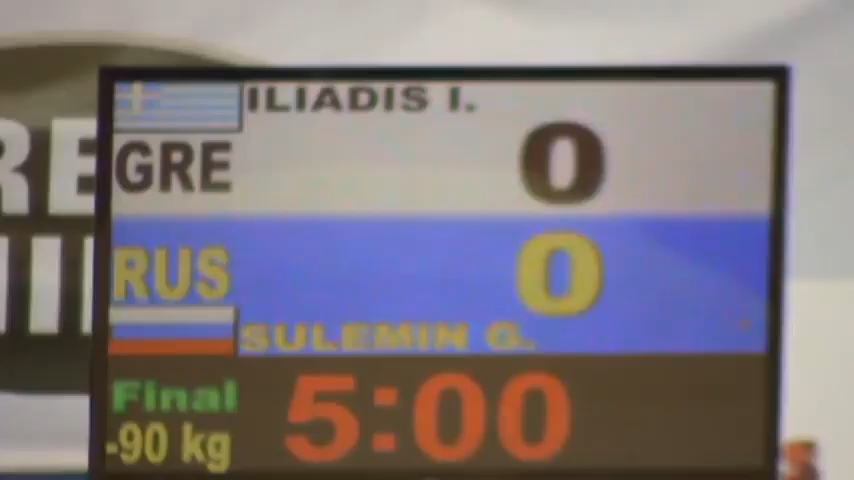 ILIADIS I.
GRE 0
RUS 0
SULEMIN G.
Final 5:00
-90 kg